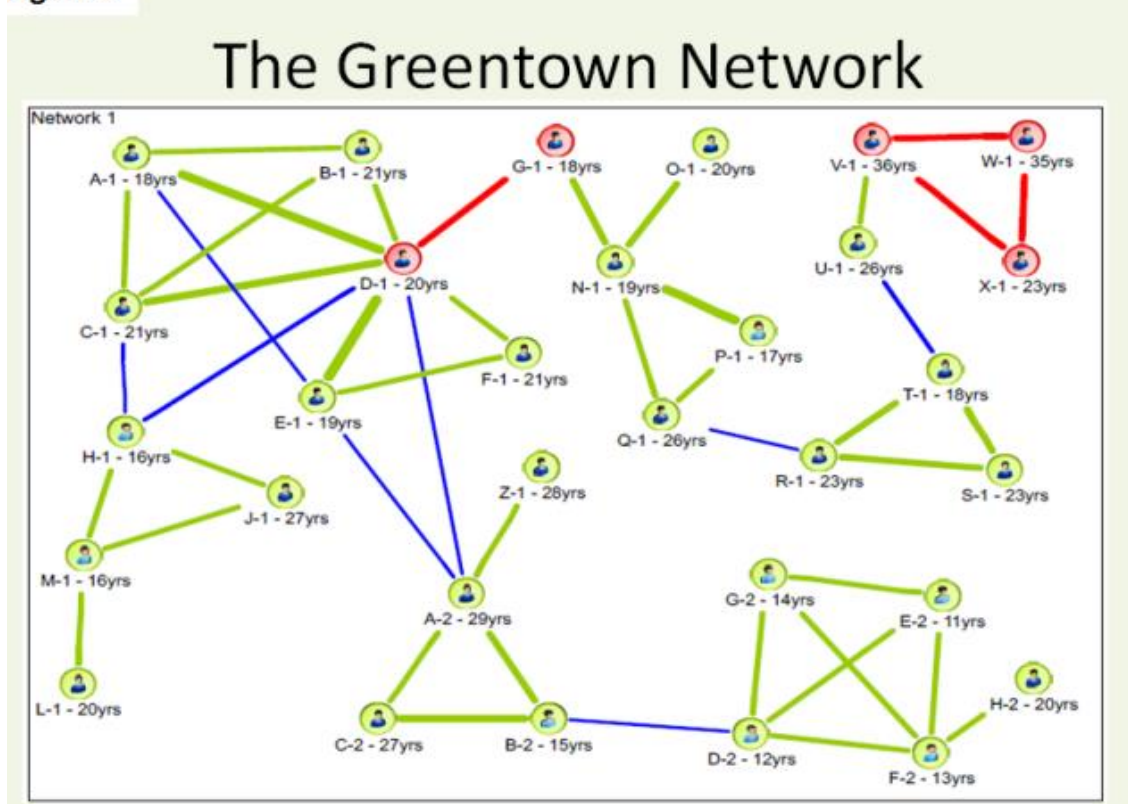 The Greentown Network
Network 1
A-1 - 18yrs
B-1 - 21yrs
G-1 - 18yrs
O-1 - 20yrs
V-1 - 36yrs
W-1 - 35yrs
D-1 - 20yrs
N-1 - 19yrs
U-1 - 26yrs
X-1 - 23yrs
C-1 - 21yrs
F-1 - 21yrs
P-1 - 17yrs
T-1 - 18yrs
E-1 - 19yrs
Q-1 - 26yrs
H-1 - 16yrs
R-1 - 23yrs
S-1 - 23yrs
Z-1 - 28yrs
J-1 - 27yrs
M-1 - 16yrs
A-2 - 29yrs
G-2 - 14yrs
E-2 - 11yrs
L-1 - 20yrs
H-2 - 20yrs
C-2 - 27yrs
B-2 - 15yrs
D-2 - 12yrs
F-2 - 13yrs